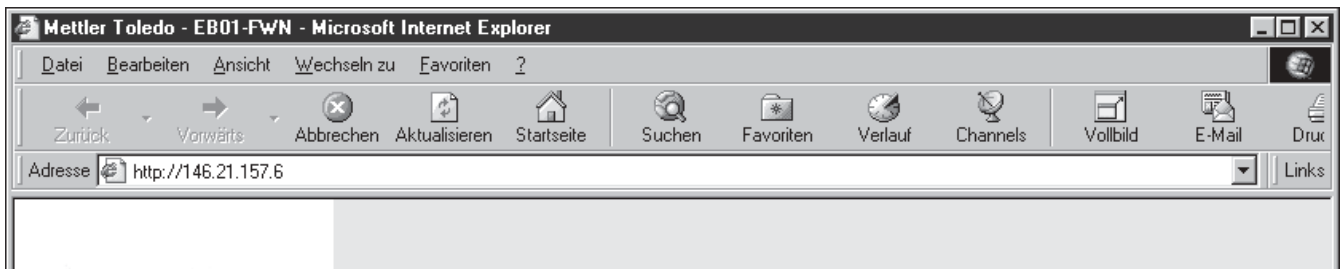 Mettler Toledo - EB01-FWN - Microsoft Internet Explorer
Datei Bearbeiten Ansicht Wechseln zu Favoriten ?
Zurück Vorwärts Abbrechen Aktualisieren Startseite Suchen Favoriten Verlauf Channels Vollbild E-Mail Druc
Adresse http://146.21.157.6 Links